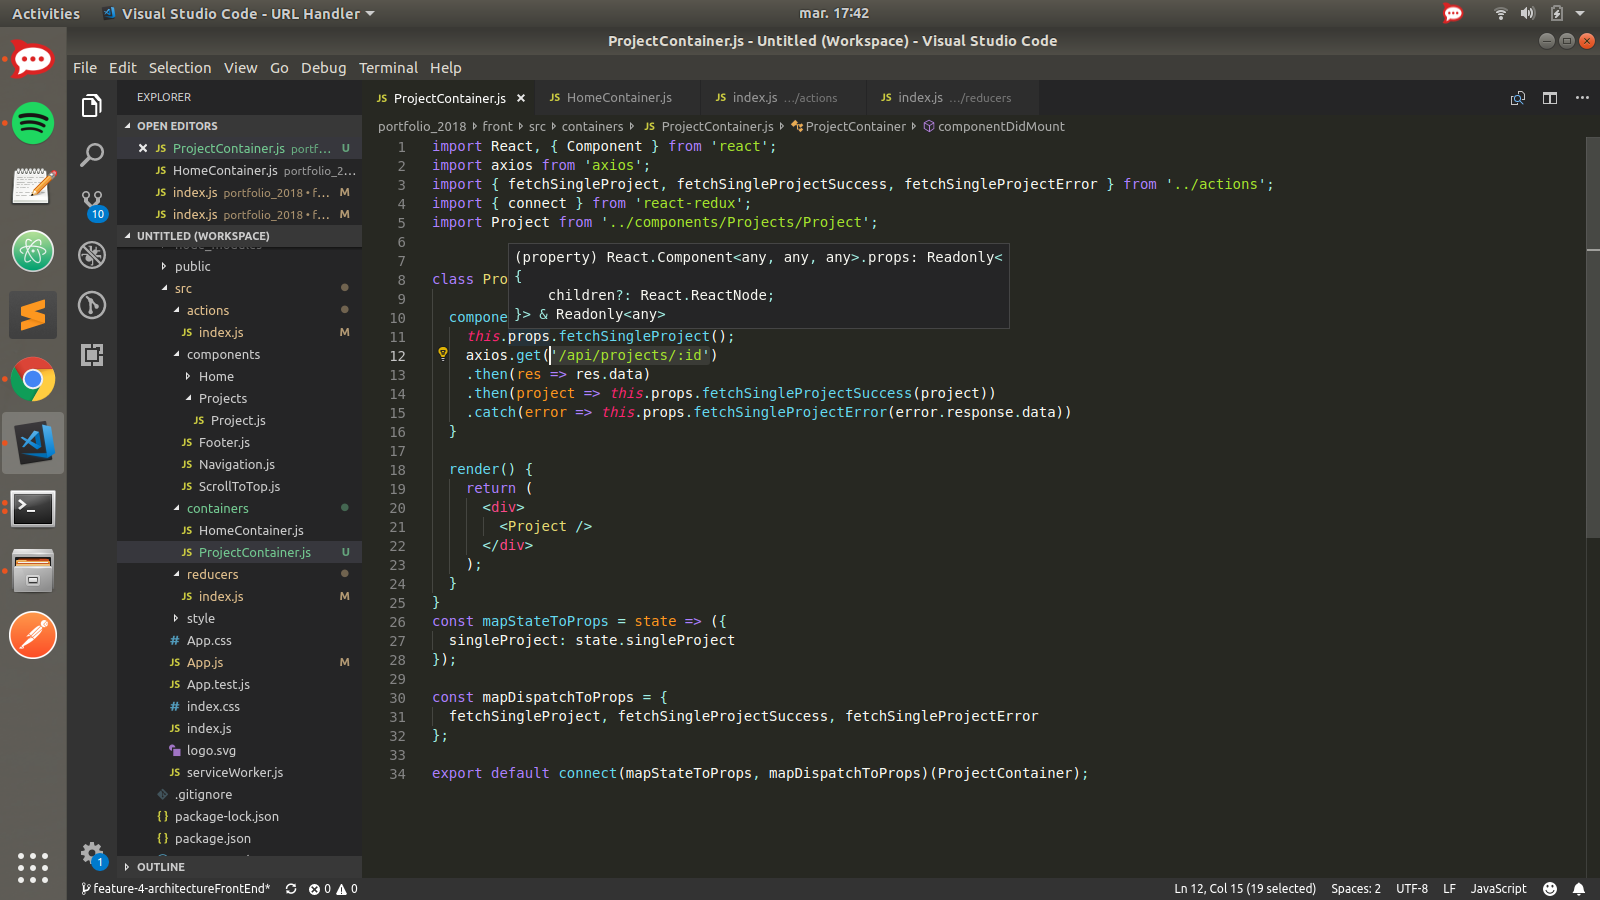 Activities
Visual Studio Code - URL Handler
mar. 17:42
ProjectContainer.js - Untitled (Workspace) - Visual Studio Code
File Edit Selection View Go Debug Terminal Help
EXPLORER
OPEN EDITORS
JS ProjectContainer.js portf... U
JS HomeContainer.js portfolio_2...
JS index.js portfolio_2018 • f... M
JS index.js portfolio_2018 • f... M
UNTITLED (WORKSPACE)
public
src
actions
JS index.js M
components
Home
Projects
JS Project.js
JS Footer.js
JS Navigation.js
JS ScrollToTop.js
containers
JS HomeContainer.js
JS ProjectContainer.js U
reducers
JS index.js M
style
# App.css
JS App.js M
JS App.test.js
# index.css
JS index.js
logo.svg
JS serviceWorker.js
.gitignore
{} package-lock.json
{} package.json
OUTLINE
10
1
JS ProjectContainer.js
JS HomeContainer.js
JS index.js .../actions
JS index.js .../reducers
portfolio_2018 › front › src › containers › JS ProjectContainer.js › ProjectContainer › componentDidMount
1 import React, { Component } from 'react';
2 import axios from 'axios';
3 import { fetchSingleProject, fetchSingleProjectSuccess, fetchSingleProjectError } from '../actions';
4 import { connect } from 'react-redux';
5 import Project from '../components/Projects/Project';
6
7
(property) React.Component<any, any, any>.props: Readonly<
{
children?: React.ReactNode;
}> & Readonly<any>
8 class Pro
9
10 compone
11 this.props.fetchSingleProject();
12 axios.get('/api/projects/:id')
13 .then(res => res.data)
14 .then(project => this.props.fetchSingleProjectSuccess(project))
15 .catch(error => this.props.fetchSingleProjectError(error.response.data))
16 }
17
18 render() {
19 return (
20 <div>
21 <Project />
22 </div>
23 );
24 }
25 }
26 const mapStateToProps = state => ({
27 singleProject: state.singleProject
28 });
29
30 const mapDispatchToProps = {
31 fetchSingleProject, fetchSingleProjectSuccess, fetchSingleProjectError
32 };
33
34 export default connect(mapStateToProps, mapDispatchToProps)(ProjectContainer);
feature-4-architectureFrontEnd* 0 0
Ln 12, Col 15 (19 selected) Spaces: 2 UTF-8 LF JavaScript